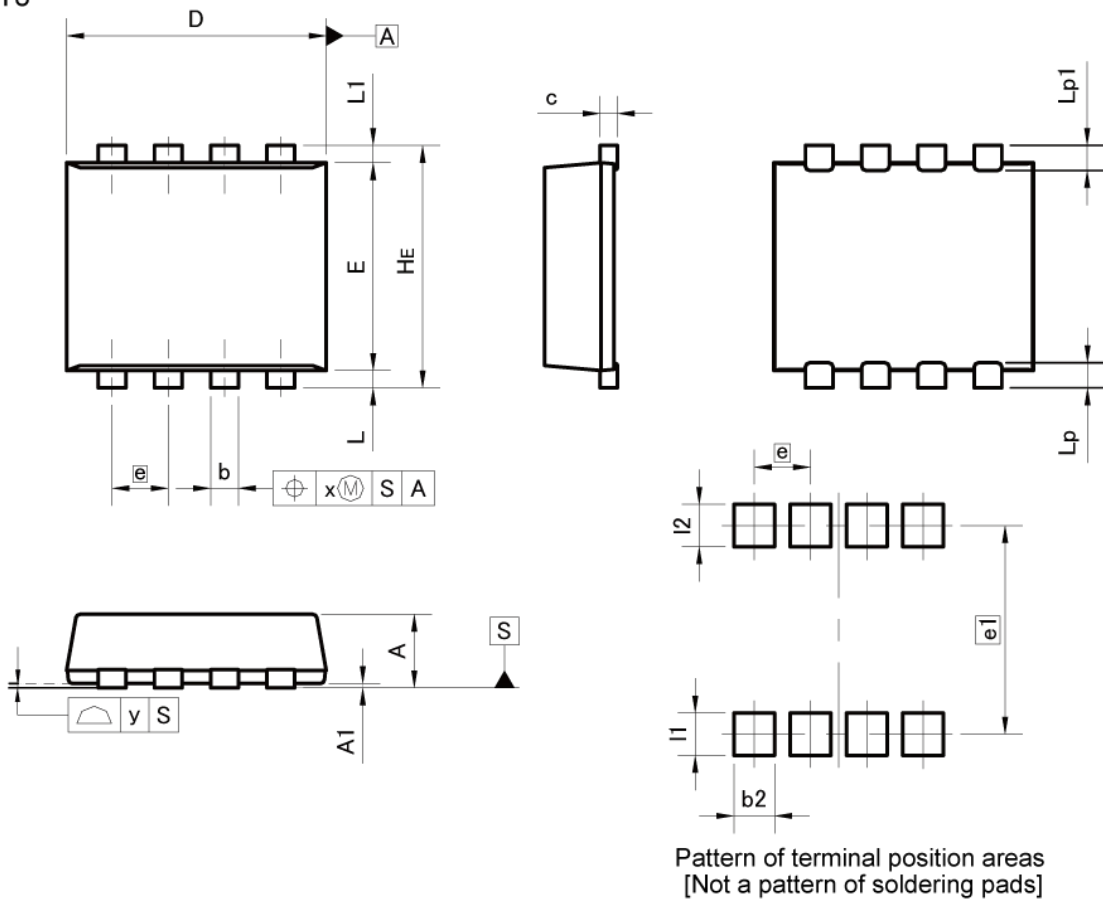 D
A
L1
c
Lp1
E
HE
L
Lp
e
b
x Ⓜ S A
e
l2
e1
S
A
y S
A1
l1
b2
Pattern of terminal position areas
[Not a pattern of soldering pads]